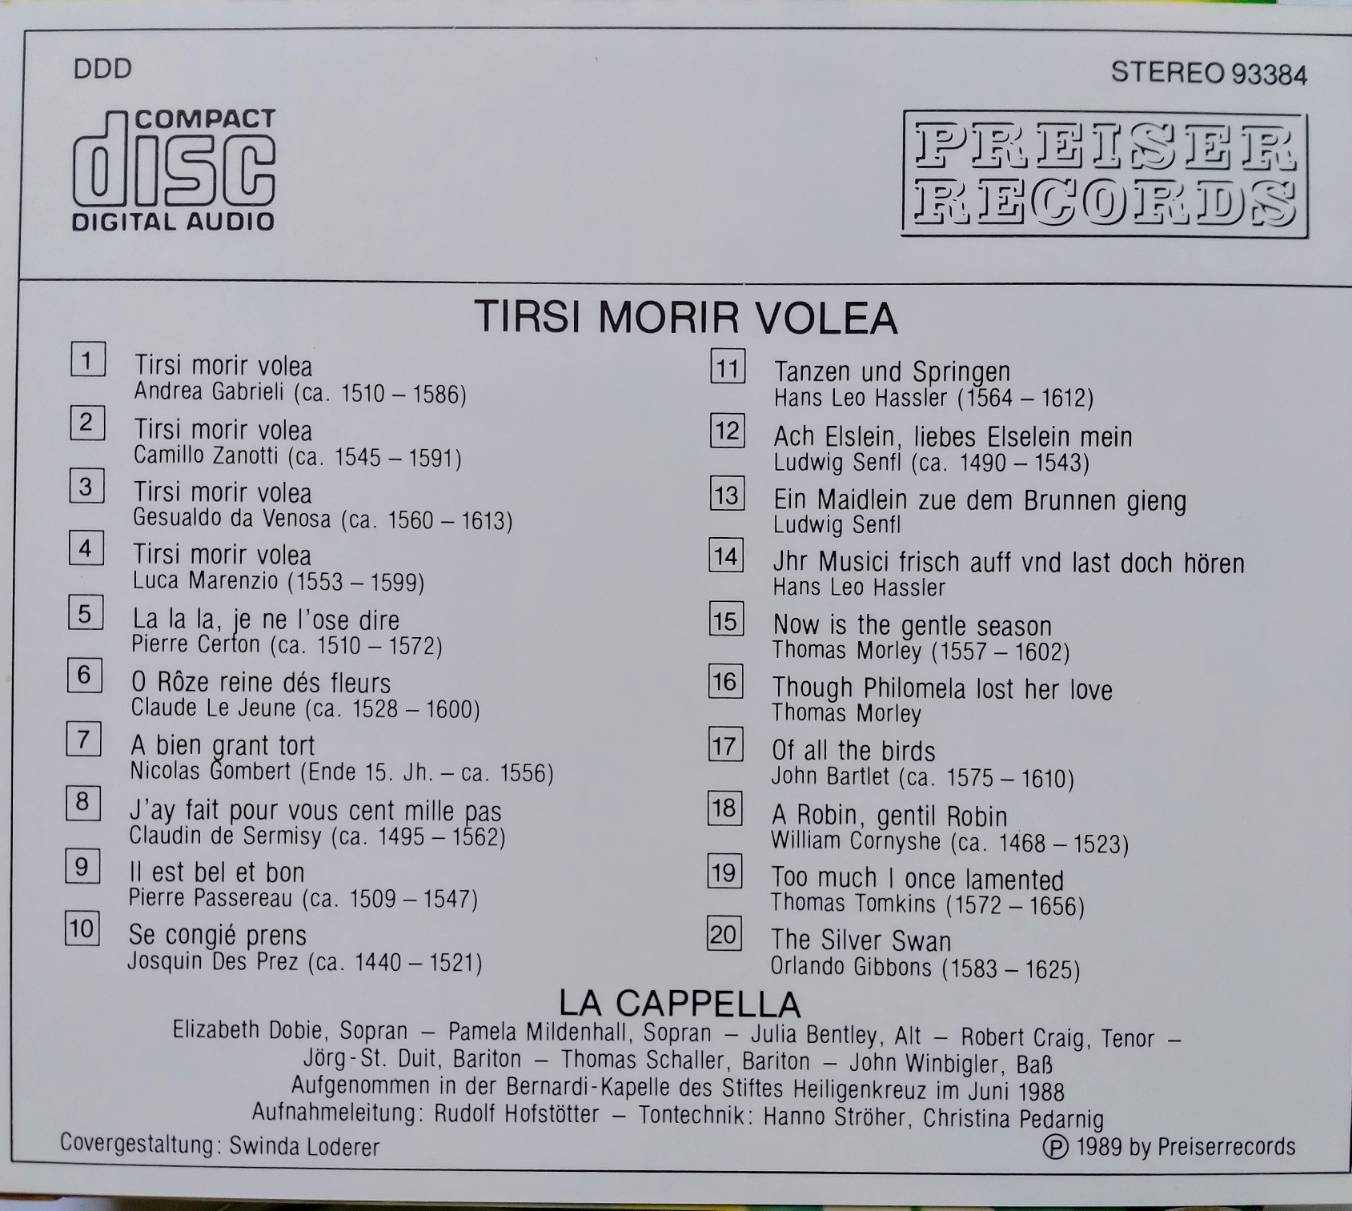 DDD
STEREO 93384
COMPACT
disc
DIGITAL AUDIO
PREISER
RECORDS
TIRSI MORIR VOLEA
1 Tirsi morir volea
Andrea Gabrieli (ca. 1510 – 1586)
2 Tirsi morir volea
Camillo Zanotti (ca. 1545 – 1591)
3 Tirsi morir volea
Gesualdo da Venosa (ca. 1560 – 1613)
4 Tirsi morir volea
Luca Marenzio (1553 – 1599)
5 La la la, je ne l'ose dire
Pierre Certon (ca. 1510 – 1572)
6 O Rôze reine dés fleurs
Claude Le Jeune (ca. 1528 – 1600)
7 A bien grant tort
Nicolas Gombert (Ende 15. Jh. – ca. 1556)
8 J'ay fait pour vous cent mille pas
Claudin de Sermisy (ca. 1495 – 1562)
9 Il est bel et bon
Pierre Passereau (ca. 1509 – 1547)
10 Se congié prens
Josquin Des Prez (ca. 1440 – 1521)
11 Tanzen und Springen
Hans Leo Hassler (1564 – 1612)
12 Ach Elslein, liebes Elselein mein
Ludwig Senfl (ca. 1490 – 1543)
13 Ein Maidlein zue dem Brunnen gieng
Ludwig Senfl
14 Jhr Musici frisch auff vnd last doch hören
Hans Leo Hassler
15 Now is the gentle season
Thomas Morley (1557 – 1602)
16 Though Philomela lost her love
Thomas Morley
17 Of all the birds
John Bartlet (ca. 1575 – 1610)
18 A Robin, gentil Robin
William Cornyshe (ca. 1468 – 1523)
19 Too much I once lamented
Thomas Tomkins (1572 – 1656)
20 The Silver Swan
Orlando Gibbons (1583 – 1625)
LA CAPPELLA
Elizabeth Dobie, Sopran – Pamela Mildenhall, Sopran – Julia Bentley, Alt – Robert Craig, Tenor –
Jörg-St. Duit, Bariton – Thomas Schaller, Bariton – John Winbigler, Baß
Aufgenommen in der Bernardi-Kapelle des Stiftes Heiligenkreuz im Juni 1988
Aufnahmeleitung: Rudolf Hofstötter – Tontechnik: Hanno Ströher, Christina Pedarnig
Covergestaltung: Swinda Loderer
℗ 1989 by Preiserrecords